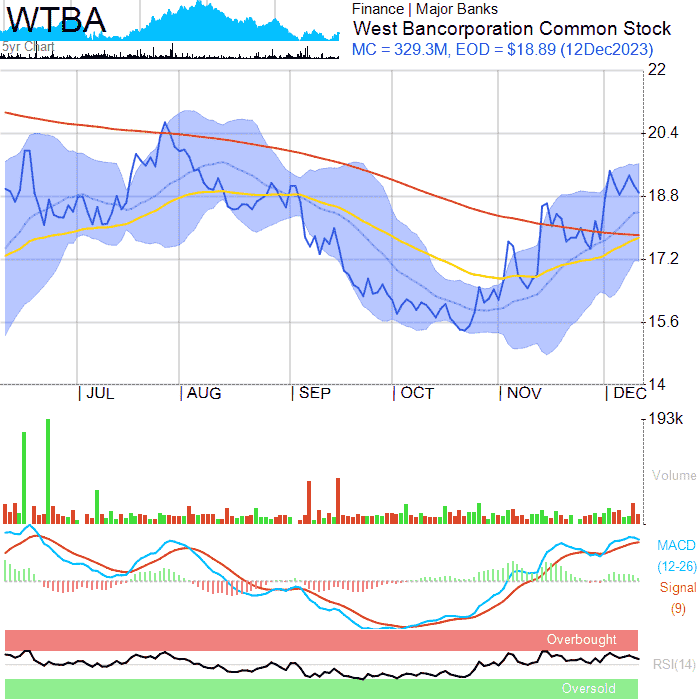 WTBA
5yr Chart
Finance | Major Banks
West Bancorporation Common Stock
MC = 329.3M, EOD = $18.89 (12Dec2023)
22
20.4
18.8
17.2
15.6
14
JUL AUG SEP OCT NOV DEC
193k
Volume
MACD
(12-26)
Signal
(9)
Overbought
RSI(14)
Oversold